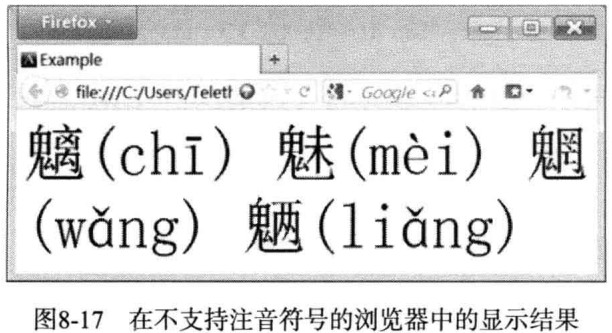 Firefox
Example
+
file:///C:/Users/Teletl
Google
魑(chī) 魅(mèi) 魍
(wǎng) 魉(liǎng)
图8-17 在不支持注音符号的浏览器中的显示结果